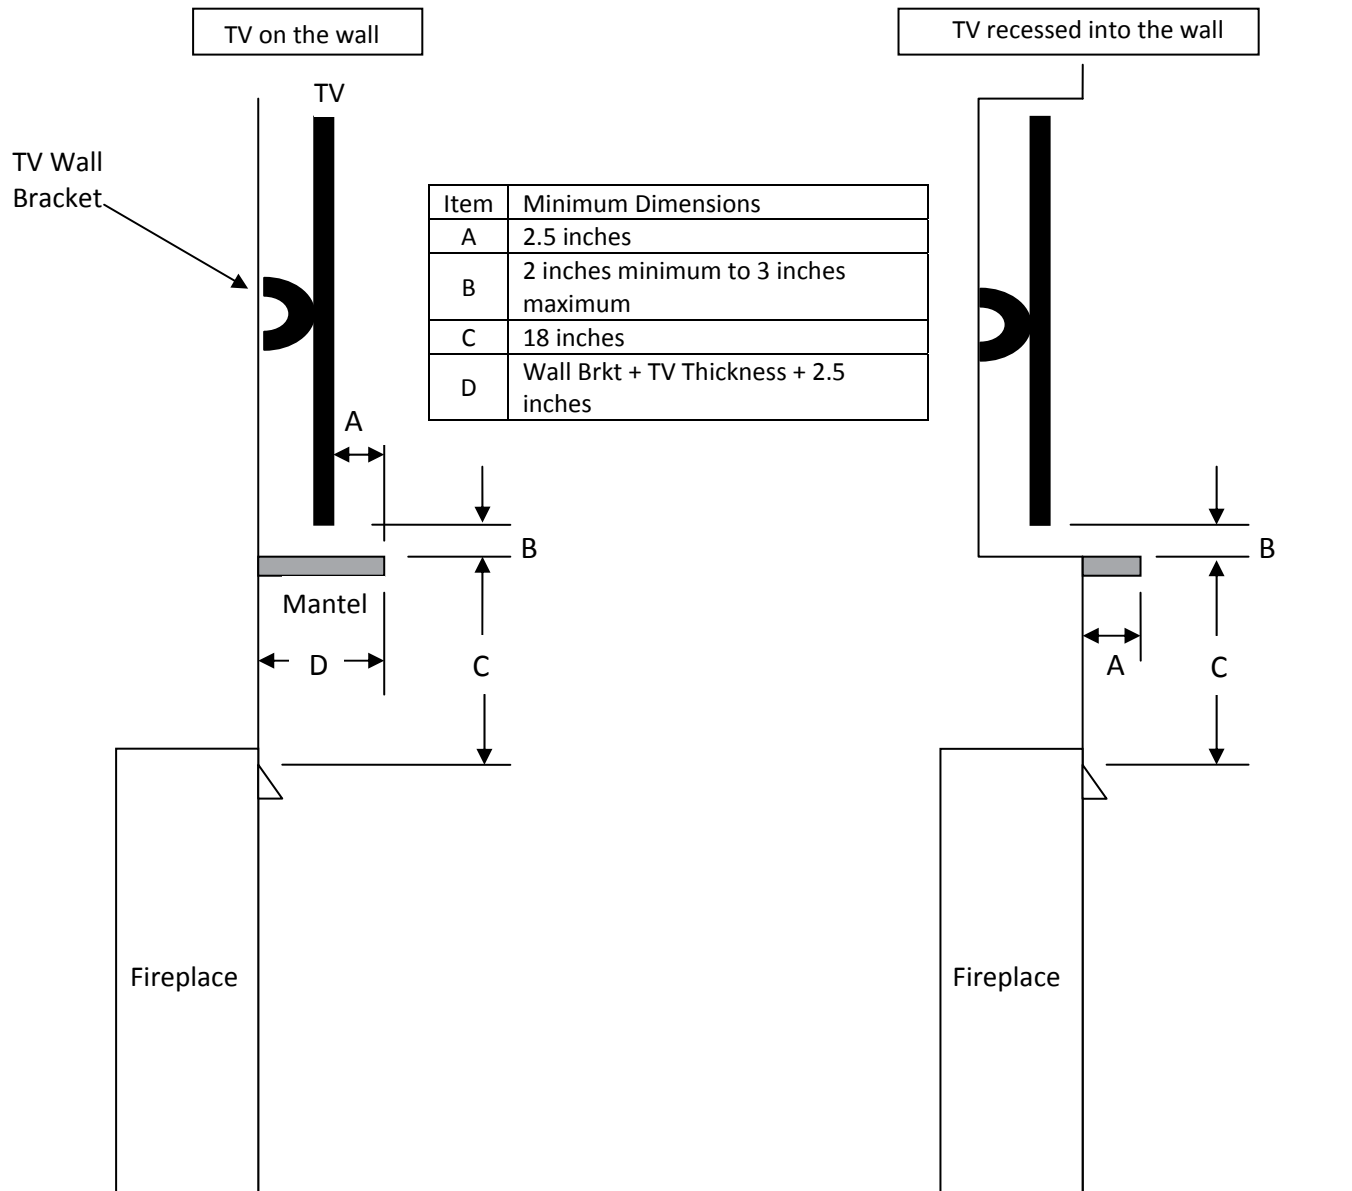 TV on the wall
TV recessed into the wall
TV
TV Wall
Bracket
Item Minimum Dimensions
A 2.5 inches
B 2 inches minimum to 3 inches
maximum
C 18 inches
D Wall Brkt + TV Thickness + 2.5
inches
A
B
B
Mantel
D
C
A
C
Fireplace
Fireplace